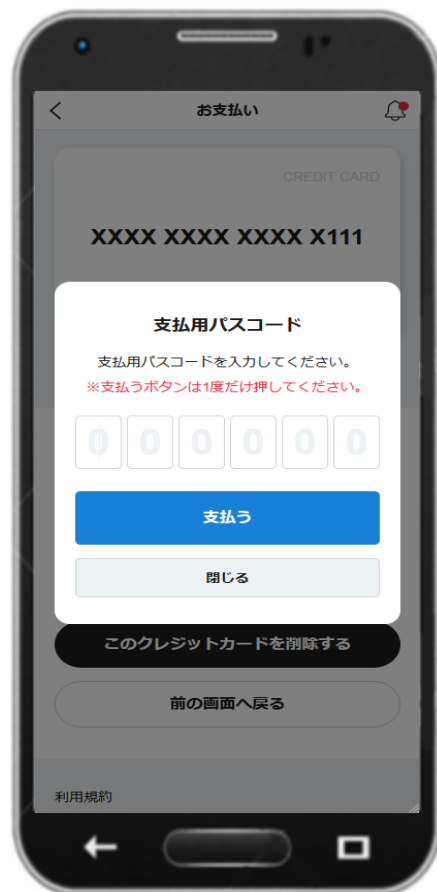 お支払い
CREDIT CARD
XXXX XXXX XXXX X111
支払用パスコード
支払用パスコードを入力してください。
※支払うボタンは1度だけ押してください。
0 0 0 0 0 0
支払う
閉じる
このクレジットカードを削除する
前の画面へ戻る
利用規約